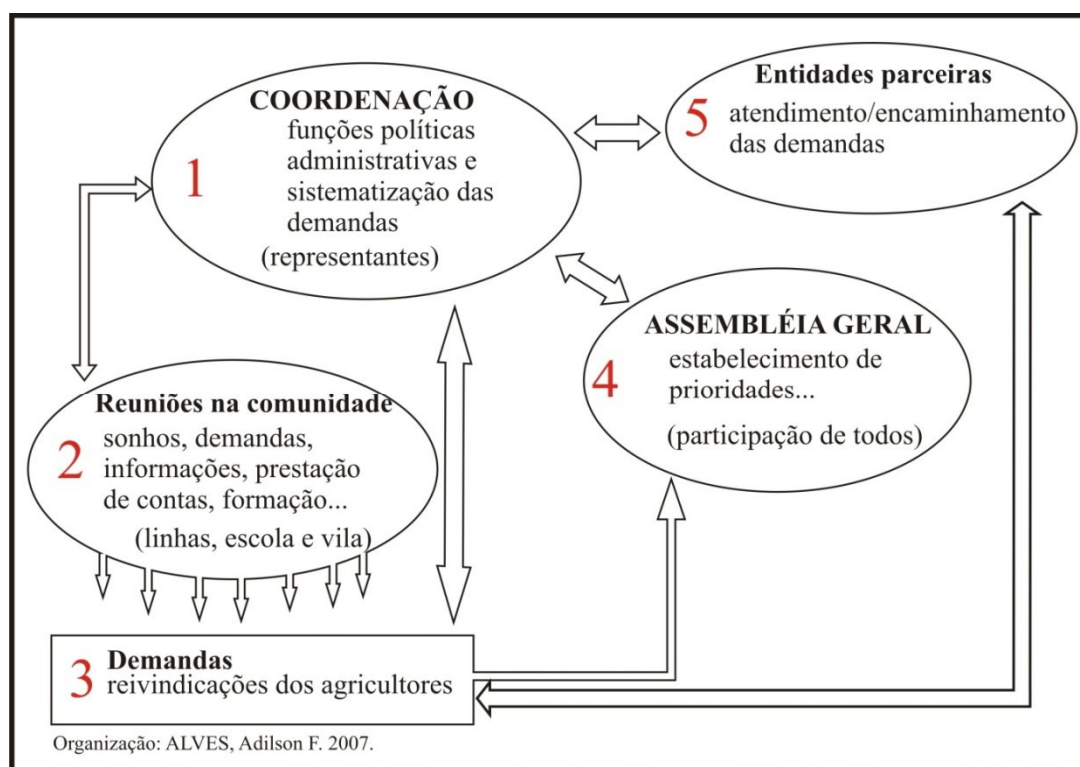 1
COORDENAÇÃO
funções políticas
administrativas e
sistematização das
demandas
(representantes)
2
Reuniões na comunidade
sonhos, demandas,
informações, prestação
de contas, formação...
(linhas, escola e vila)
3
Demandas
reivindicações dos agricultores
4
ASSEMBLÉIA GERAL
estabelecimento de
prioridades...
(participação de todos)
5
Entidades parceiras
atendimento/encaminhamento
das demandas
Organização: ALVES, Adilson F. 2007.